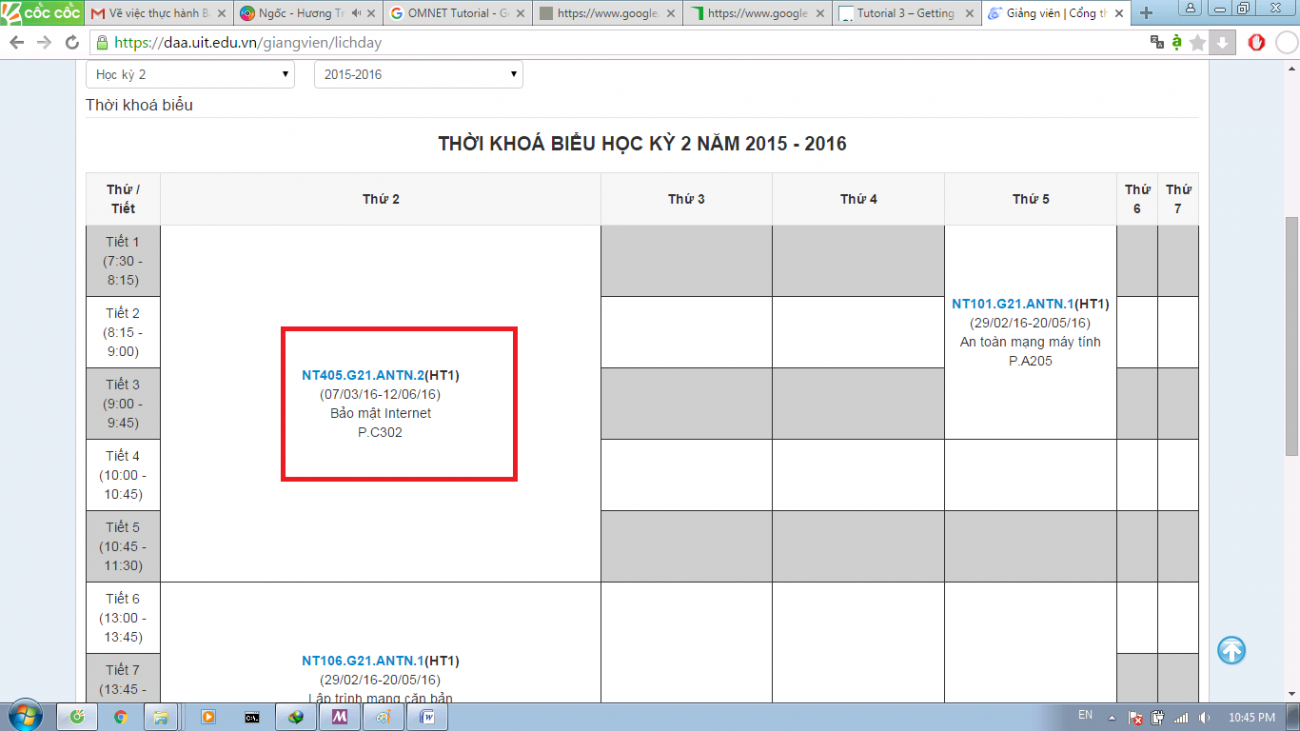 cốc cốc
Về việc thực hành B
Ngốc - Hương Tr
OMNET Tutorial - G
https://www.google.
https://www.google
Tutorial 3 – Getting
Giảng viên | Cổng th
https://daa.uit.edu.vn/giangvien/lichday
Học kỳ 2
2015-2016
Thời khoá biểu
THỜI KHOÁ BIỂU HỌC KỲ 2 NĂM 2015 - 2016
Thứ /
Tiết
Thứ 2
Thứ 3
Thứ 4
Thứ 5
Thứ
6
Thứ
7
Tiết 1
(7:30 -
8:15)
Tiết 2
(8:15 -
9:00)
NT101.G21.ANTN.1(HT1)
(29/02/16-20/05/16)
An toàn mạng máy tính
P.A205
Tiết 3
(9:00 -
9:45)
NT405.G21.ANTN.2(HT1)
(07/03/16-12/06/16)
Bảo mật Internet
P.C302
Tiết 4
(10:00 -
10:45)
Tiết 5
(10:45 -
11:30)
Tiết 6
(13:00 -
13:45)
Tiết 7
(13:45 -
NT106.G21.ANTN.1(HT1)
(29/02/16-20/05/16)
Lập trình mạng căn bản
EN
10:45 PM